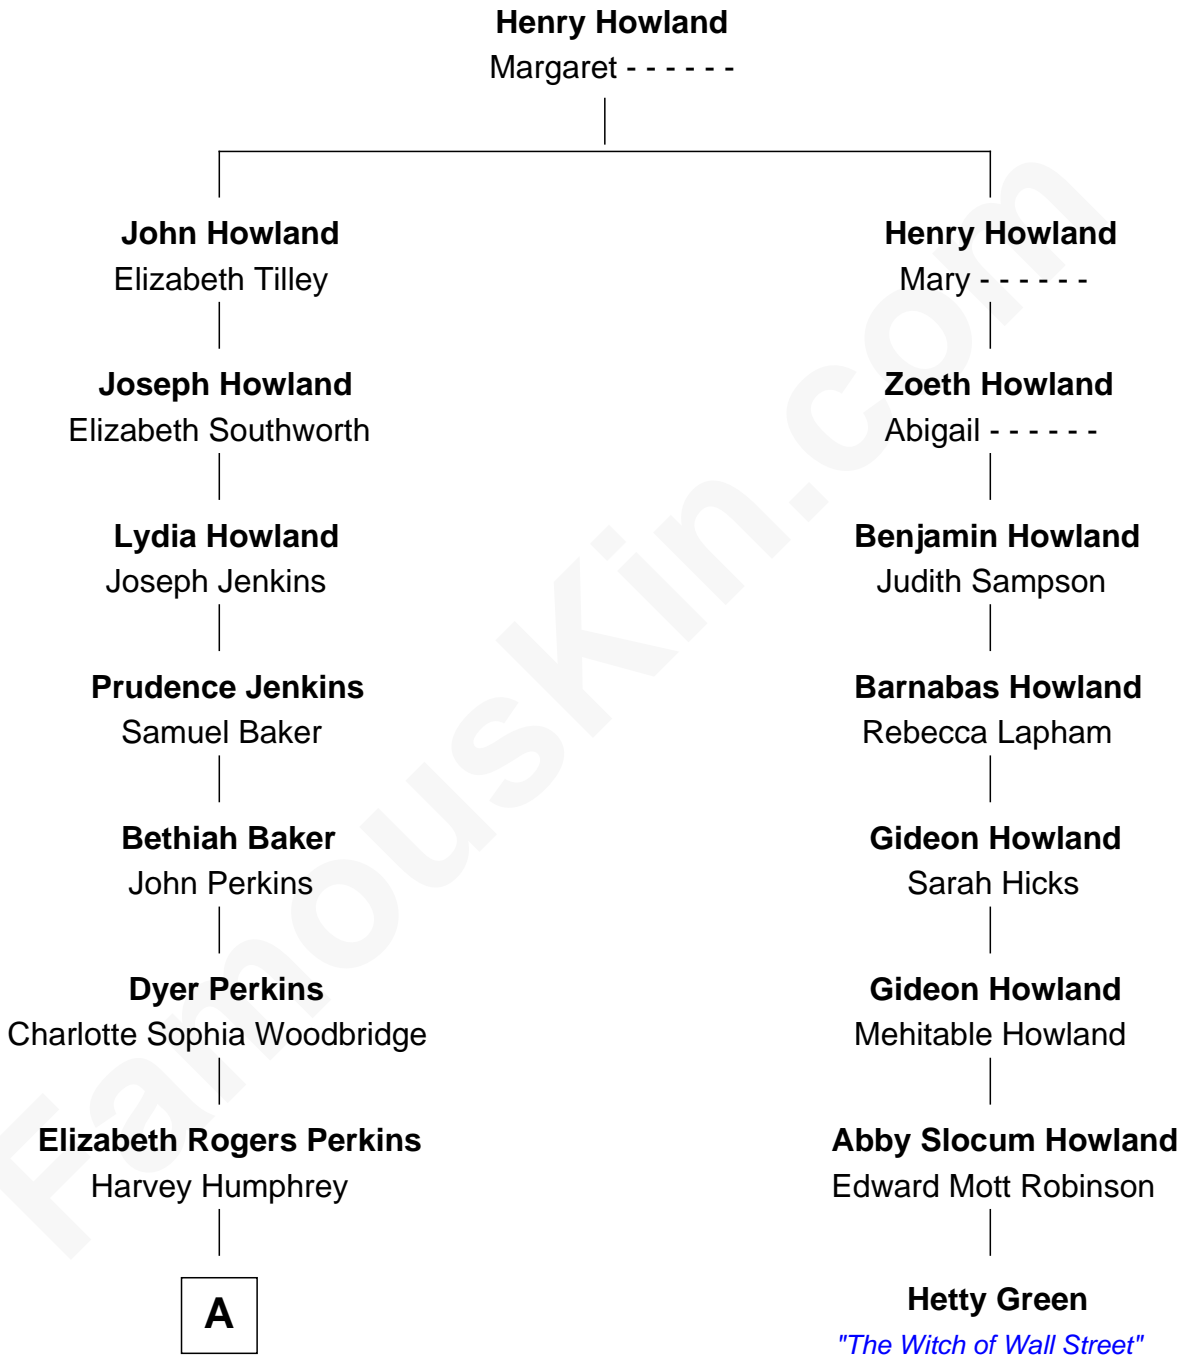 Henry Howland
Margaret - - - - - -
John Howland
Elizabeth Tilley
Henry Howland
Mary - - - - - -
Joseph Howland
Elizabeth Southworth
Zoeth Howland
Abigail - - - - - -
Lydia Howland
Joseph Jenkins
Benjamin Howland
Judith Sampson
Prudence Jenkins
Samuel Baker
Barnabas Howland
Rebecca Lapham
Bethiah Baker
John Perkins
Gideon Howland
Sarah Hicks
Dyer Perkins
Charlotte Sophia Woodbridge
Gideon Howland
Mehitable Howland
Elizabeth Rogers Perkins
Harvey Humphrey
Abby Slocum Howland
Edward Mott Robinson
A
Hetty Green
"The Witch of Wall Street"
FamousKin.com